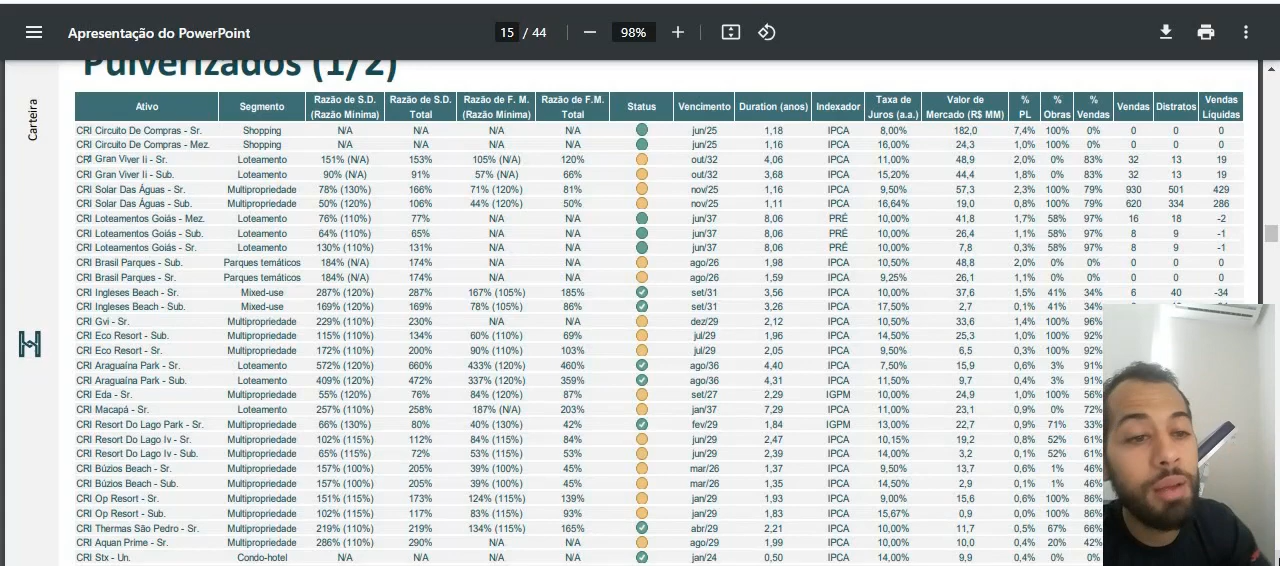 Apresentação do PowerPoint
15 / 44
98%
Pulverizados (1/2)
Carteira
Ativo Segmento Razão de S.D. (Razão Mínima) Razão de S.D. Total Razão de F. M. (Razão Mínima) Razão de F.M. Total Status Vencimento Duration (anos) Indexador Taxa de Juros (a.a.) Valor de Mercado (R$ MM) % PL % Obras % Vendas Vendas Distratos Vendas Líquidas
CRI Circuito De Compras - Sr. Shopping N/A N/A N/A N/A jun/25 1,18 IPCA 8,00% 182,0 7,4% 100% 0% 0 0 0
CRI Circuito De Compras - Mez. Shopping N/A N/A N/A N/A jun/25 1,16 IPCA 16,00% 24,3 1,0% 100% 0% 0 0 0
CRI Gran Viver Ii - Sr. Loteamento 151% (N/A) 153% 105% (N/A) 120% out/32 4,06 IPCA 11,00% 48,9 2,0% 0% 83% 32 13 19
CRI Gran Viver Ii - Sub. Loteamento 90% (N/A) 91% 57% (N/A) 66% out/32 3,68 IPCA 15,20% 44,4 1,8% 0% 83% 32 13 19
CRI Solar Das Águas - Sr. Multipropriedade 78% (130%) 166% 71% (120%) 81% nov/25 1,16 IPCA 9,50% 57,3 2,3% 100% 79% 930 501 429
CRI Solar Das Águas - Sub. Multipropriedade 50% (120%) 106% 44% (120%) 50% nov/25 1,11 IPCA 16,64% 19,0 0,8% 100% 79% 620 334 286
CRI Loteamentos Goiás - Mez. Loteamento 76% (110%) 77% N/A N/A jun/37 8,06 PRÉ 10,00% 41,8 1,7% 58% 97% 16 18 -2
CRI Loteamentos Goiás - Sub. Loteamento 64% (110%) 65% N/A N/A jun/37 8,06 PRÉ 10,00% 26,4 1,1% 58% 97% 8 9 -1
CRI Loteamentos Goiás - Sr. Loteamento 130% (110%) 131% N/A N/A jun/37 8,06 PRÉ 10,00% 7,8 0,3% 58% 97% 8 9 -1
CRI Brasil Parques - Sub. Parques temáticos 184% (N/A) 174% N/A N/A ago/26 1,98 IPCA 10,50% 48,8 2,0% 0% 0% 0 0 0
CRI Brasil Parques - Sr. Parques temáticos 184% (N/A) 174% N/A N/A ago/26 1,59 IPCA 9,25% 26,1 1,1% 0% 0% 0 0 0
CRI Ingleses Beach - Sr. Mixed-use 287% (120%) 287% 167% (105%) 185% set/31 3,56 IPCA 10,00% 37,6 1,5% 41% 34% 6 40 -34
CRI Ingleses Beach - Sub. Mixed-use 169% (120%) 169% 78% (105%) 86% set/31 3,26 IPCA 17,50% 2,7 0,1% 41% 34%
CRI Gvi - Sr. Multipropriedade 229% (110%) 230% N/A N/A dez/29 2,12 IPCA 10,50% 33,6 1,4% 100% 96%
CRI Eco Resort - Sub. Multipropriedade 115% (110%) 134% 60% (110%) 69% jul/29 1,96 IPCA 14,50% 25,3 1,0% 100% 92%
CRI Eco Resort - Sr. Multipropriedade 172% (110%) 200% 90% (110%) 103% jul/29 2,05 IPCA 9,50% 6,5 0,3% 100% 92%
CRI Araguaína Park - Sr. Loteamento 572% (120%) 660% 433% (120%) 460% ago/36 4,40 IPCA 7,50% 15,9 0,6% 3% 91%
CRI Araguaína Park - Sub. Loteamento 409% (120%) 472% 337% (120%) 359% ago/36 4,31 IPCA 11,50% 9,7 0,4% 3% 91%
CRI Eda - Sr. Multipropriedade 55% (120%) 76% 84% (120%) 87% set/27 2,29 IGPM 10,00% 24,9 1,0% 100% 56%
CRI Macapá - Sr. Loteamento 257% (110%) 258% 187% (N/A) 203% jan/37 7,29 IPCA 11,00% 23,1 0,9% 0% 72%
CRI Resort Do Lago Park - Sr. Multipropriedade 66% (130%) 80% 40% (130%) 42% fev/29 1,84 IGPM 13,00% 22,7 0,9% 71% 33%
CRI Resort Do Lago Iv - Sr. Multipropriedade 102% (115%) 112% 84% (115%) 84% jun/29 2,47 IPCA 10,15% 19,2 0,8% 52% 61%
CRI Resort Do Lago Iv - Sub. Multipropriedade 65% (115%) 72% 53% (115%) 53% jun/29 2,39 IPCA 14,00% 3,2 0,1% 52% 61%
CRI Búzios Beach - Sr. Multipropriedade 157% (100%) 205% 39% (100%) 45% mar/26 1,37 IPCA 9,50% 13,7 0,6% 1% 46%
CRI Búzios Beach - Sub. Multipropriedade 157% (100%) 205% 39% (100%) 45% mar/26 1,35 IPCA 14,50% 2,9 0,1% 1% 46%
CRI Op Resort - Sr. Multipropriedade 151% (115%) 173% 124% (115%) 139% jan/29 1,93 IPCA 9,00% 15,6 0,6% 100% 86%
CRI Op Resort - Sub. Multipropriedade 102% (115%) 117% 83% (115%) 93% jan/29 1,83 IPCA 15,67% 0,9 0,0% 100% 86%
CRI Thermas São Pedro - Sr. Multipropriedade 219% (110%) 219% 134% (115%) 165% abr/29 2,21 IPCA 10,00% 11,7 0,5% 67% 66%
CRI Aquan Prime - Sr. Multipropriedade 286% (110%) 290% N/A N/A ago/29 1,99 IPCA 10,00% 10,0 0,4% 20% 42%
CRI Stx - Un. Condo-hotel N/A N/A N/A N/A jan/24 0,50 IPCA 14,00% 9,9 0,4% 0% 0%